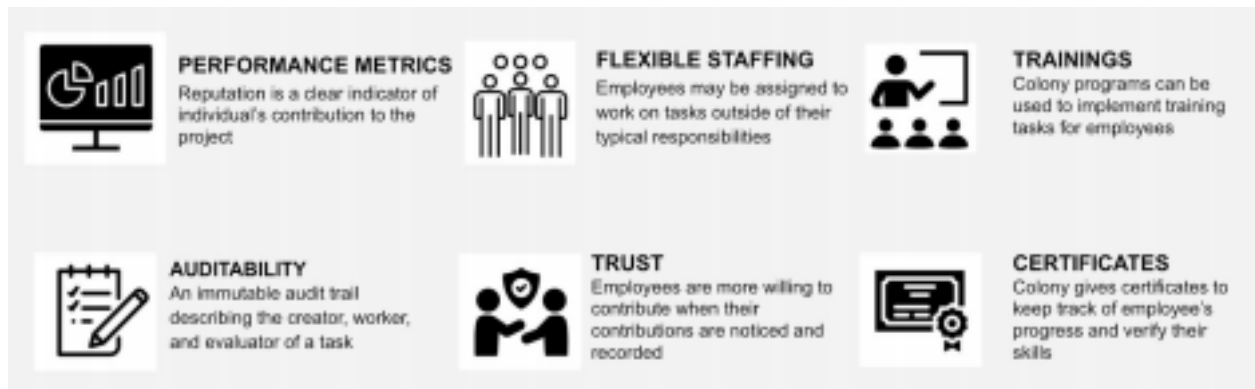 PERFORMANCE METRICS
Reputation is a clear indicator of
individual's contribution to the
project
FLEXIBLE STAFFING
Employees may be assigned to
work on tasks outside of their
typical responsibilities
TRAININGS
Colony programs can be
used to implement training
tasks for employees
AUDITABILITY
An immutable audit trail
describing the creator, worker,
and evaluator of a task
TRUST
Employees are more willing to
contribute when their
contributions are noticed and
recorded
CERTIFICATES
Colony gives certificates to
keep track of employee's
progress and verify their
skills